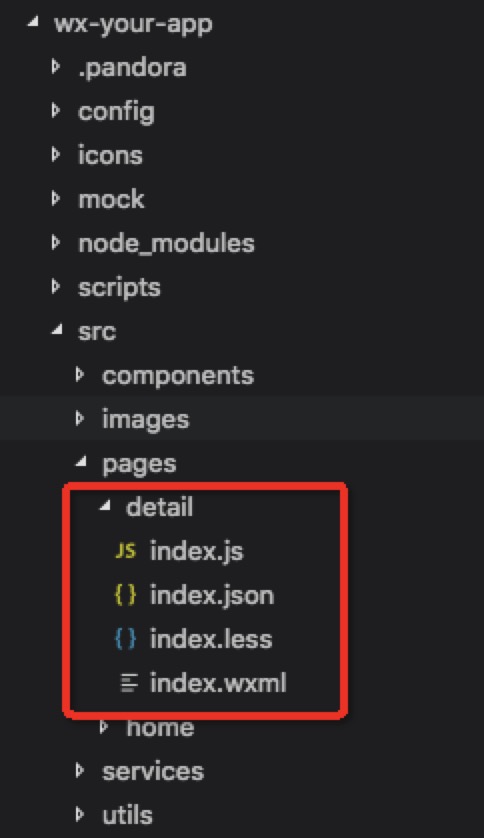 wx-your-app
.pandora
config
icons
mock
node_modules
scripts
src
components
images
pages
detail
JS index.js
{} index.json
{} index.less
index.wxml
home
services
utils